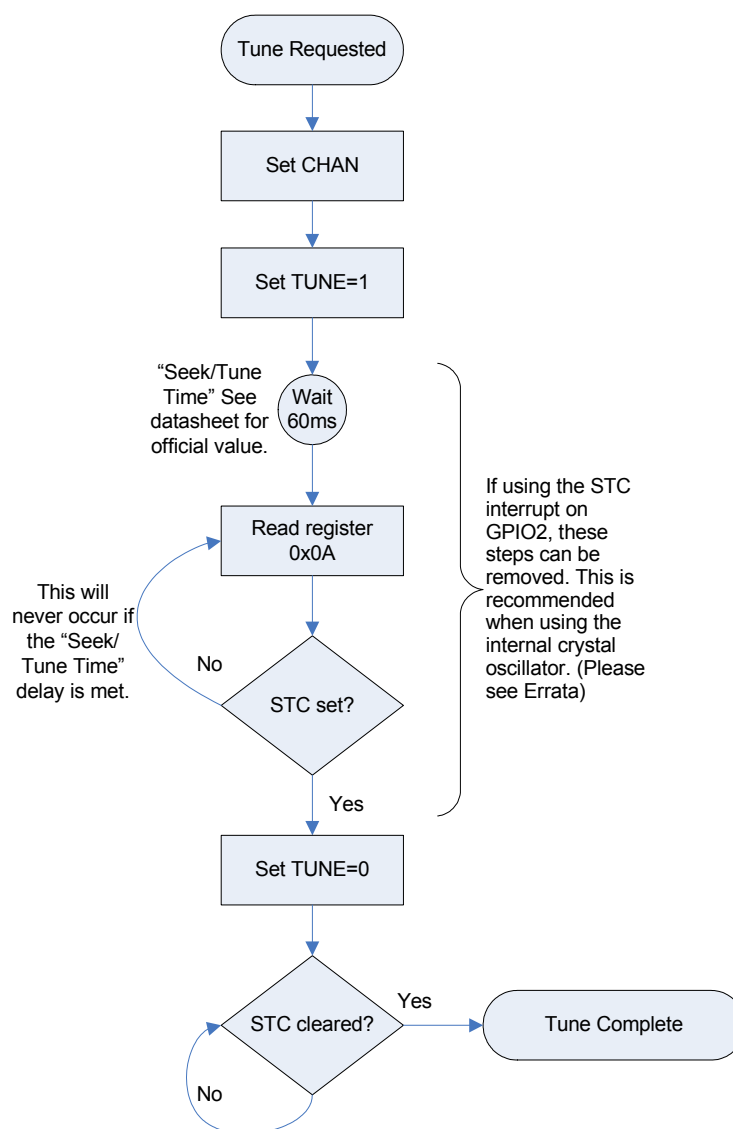 Tune Requested
Set CHAN
Set TUNE=1
“Seek/Tune
Time” See
datasheet for
official value.
Wait
60ms
If using the STC
interrupt on
GPIO2, these
steps can be
removed. This is
recommended
when using the
internal crystal
oscillator. (Please
see Errata)
Read register
0x0A
This will
never occur if
the “Seek/
Tune Time”
delay is met.
No
STC set?
Yes
Set TUNE=0
STC cleared?
Yes
Tune Complete
No